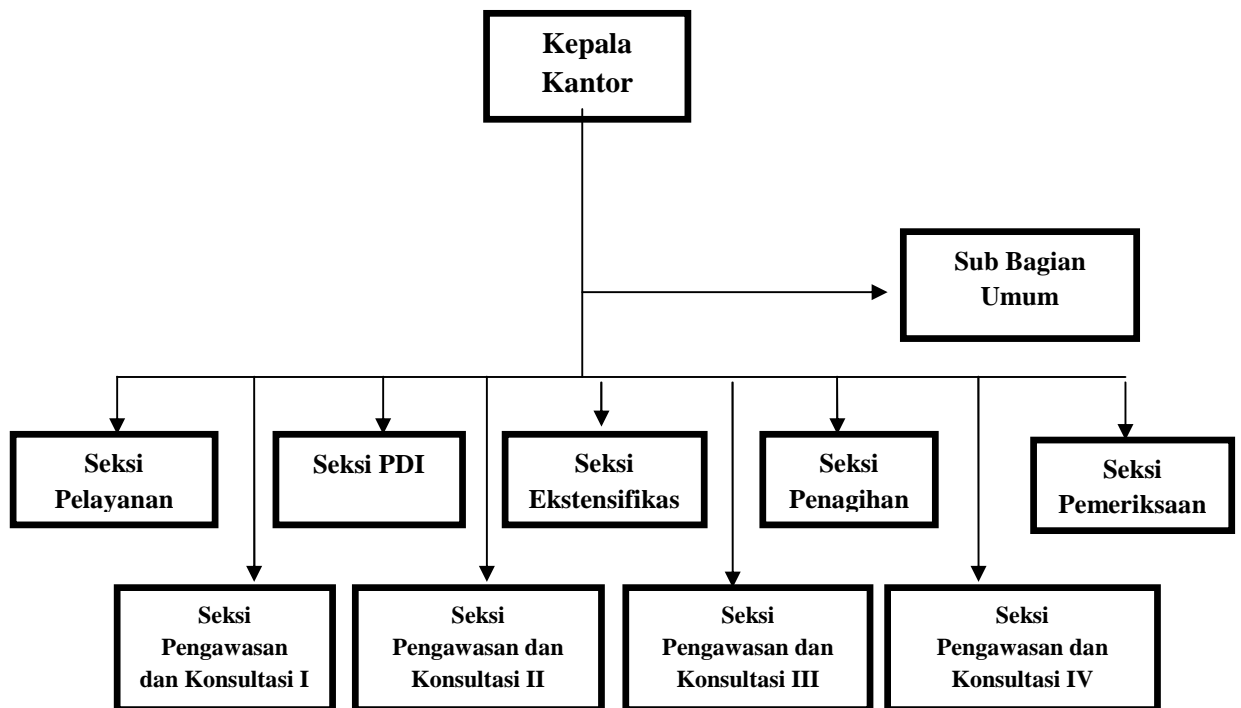 Kepala
Kantor
Sub Bagian
Umum
Seksi
Pelayanan
Seksi PDI
Seksi
Ekstensifikas
Seksi
Penagihan
Seksi
Pemeriksaan
Seksi
Pengawasan
dan Konsultasi I
Seksi
Pengawasan dan
Konsultasi II
Seksi
Pengawasan dan
Konsultasi III
Seksi
Pengawasan dan
Konsultasi IV